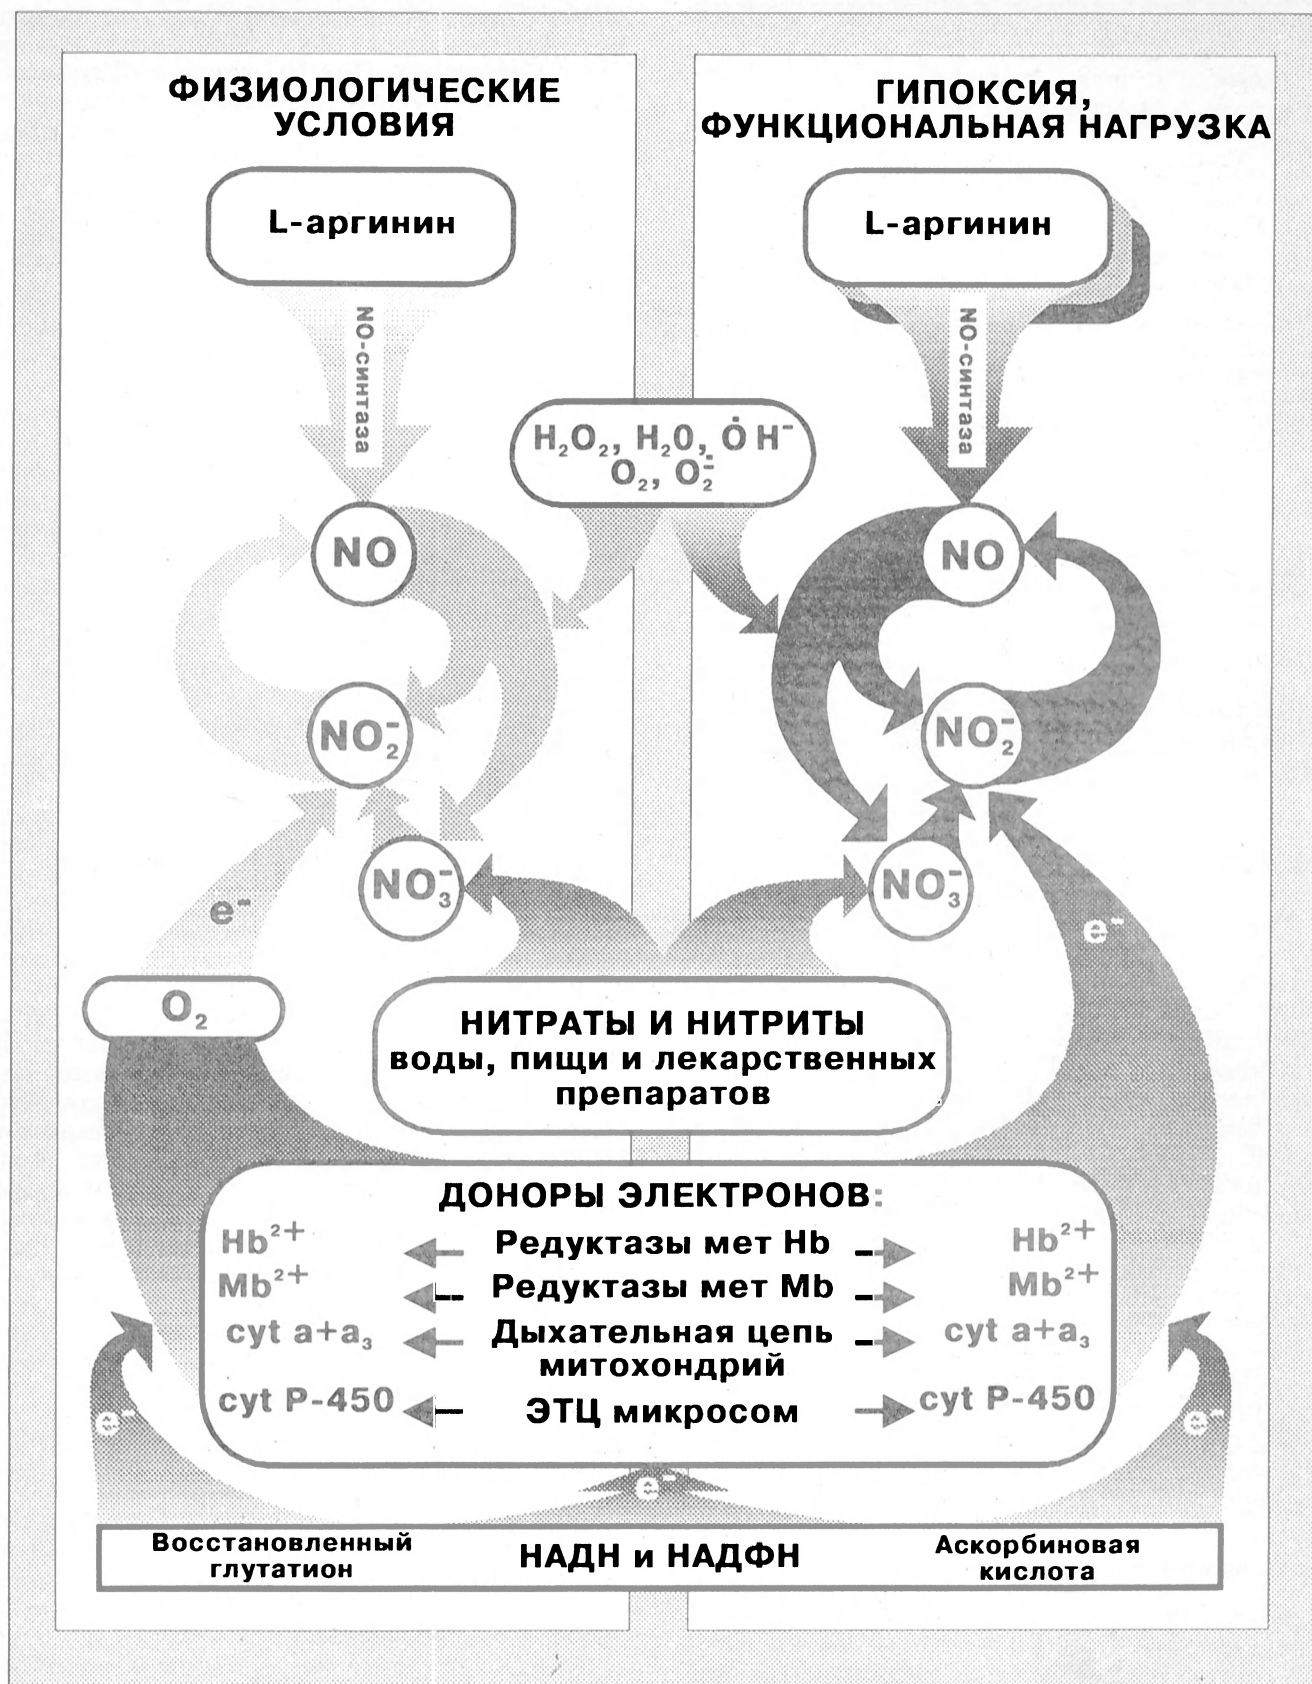 ФИЗИОЛОГИЧЕСКИЕ
УСЛОВИЯ
ГИПОКСИЯ,
ФУНКЦИОНАЛЬНАЯ НАГРУЗКА
L-аргинин
L-аргинин
NO-синтаза
NO-синтаза
H₂O₂, H₂0, ȮH⁻
O₂, O₂⁻
NO
NO
NO₂⁻
NO₂⁻
NO₃⁻
NO₃⁻
e⁻
e⁻
O₂
НИТРАТЫ И НИТРИТЫ
воды, пищи и лекарственных
препаратов
ДОНОРЫ ЭЛЕКТРОНОВ:
Hb²⁺ Редуктазы мет Hb Hb²⁺
Mb²⁺ Редуктазы мет Mb Mb²⁺
cyt a+a₃ Дыхательная цепь cyt a+a₃
митохондрий
cyt P-450 ЭТЦ микросом cyt P-450
e⁻
e⁻
e⁻
Восстановленный
глутатион
НАДН и НАДФН
Аскорбиновая
кислота